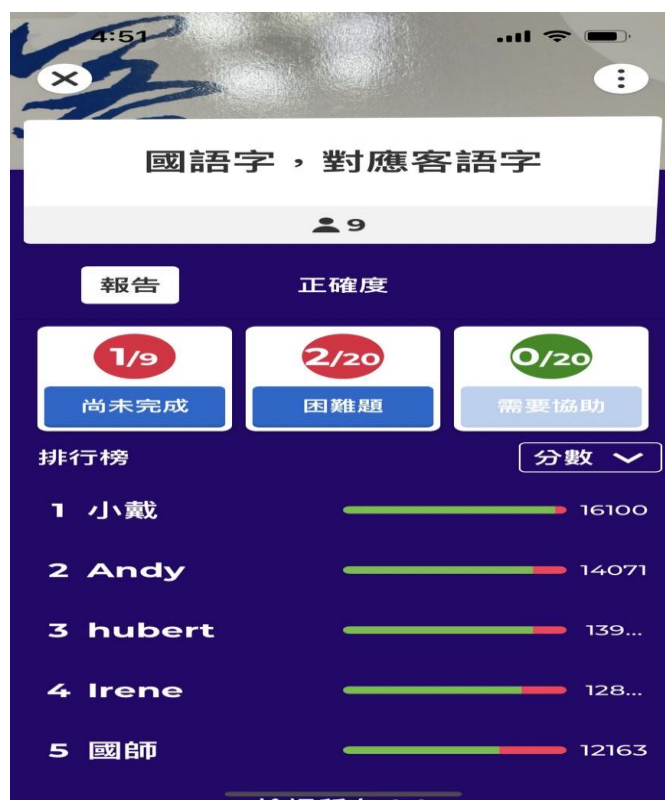 4:51
國語字，對應客語字
9
報告 正確度
1/9 2/20 0/20
尚未完成 困難題 需要協助
排行榜 分數
1 小戴 16100
2 Andy 14071
3 hubert 139...
4 Irene 128...
5 國師 12163